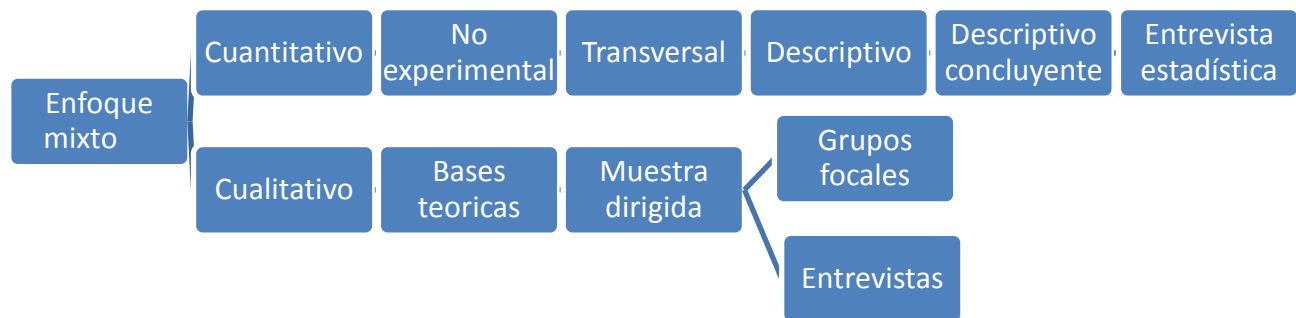 Enfoque
mixto
Cuantitativo
No
experimental
Transversal
Descriptivo
Descriptivo
concluyente
Entrevista
estadística
Cualitativo
Bases
teoricas
Muestra
dirigida
Grupos
focales
Entrevistas